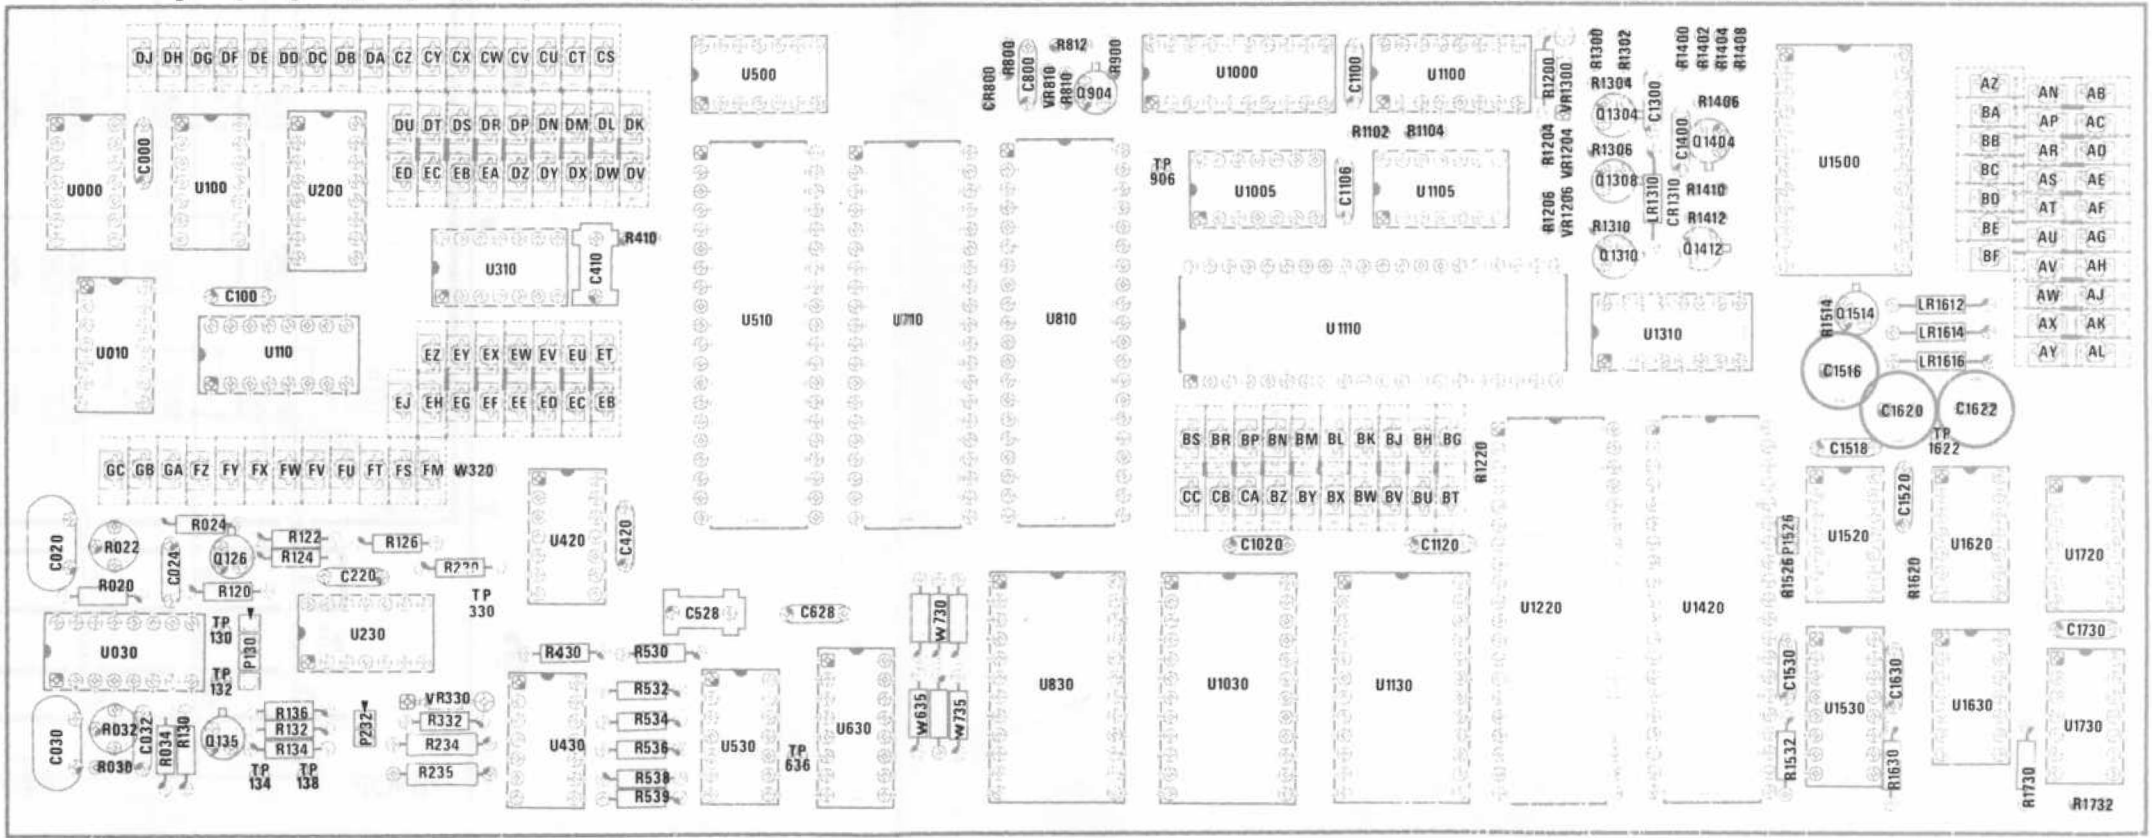 DJ DH DG DF DE DD DC DB DA CZ CY CX CW CV CU CT CS
DU DT DS DR DP DN DM DL DK
ED EC EB EA DZ DY DX DW DV
U000
C000
U100
U200
U310
C410
R410
C100
U010
U110
EZ EY EX EW EV EU ET
EJ EH EG EF EE ED EC EB
GC GB GA FZ FY FX FW FV FU FT FS FM W320
U500
U510
U710
U810
CR800
R800
C800
R812
VR810
R810
Q904
R900
U1000
C1100
U1100
R1200
VR1300
R1102
R1104
TP
906
U1005
C1106
U1105
R1204
VR1204
R1206
VR1206
R1300
R1302
R1304
Q1304
C1300
R1306
Q1308
LR1310
CR1310
R1310
Q1310
R1400
R1402
R1404
R1408
R1406
C1400
Q1404
R1410
R1412
Q1412
U1500
AZ
BA
BB
BC
BD
BE
BF
AN AB
AP AC
AR AD
AS AE
AT AF
AU AG
AV AH
AW AJ
AX AK
AY AL
U1110
U1310
R1514
Q1514
LR1612
LR1614
LR1616
C1516
C1620
C1622
TP
1622
C1518
BS BR BP BN BM BL BK BJ BH BG
CC CB CA BZ BY BX BW BV BU BT
R1220
C1020
C1120
U1220
U1420
C1520
U1520
U1620
U1720
R1526
P1526
R1620
C1730
C020
R022
R024
C024
Q126
R122
R124
R126
C220
R020
R120
TP
330
U420
C420
TP
130
U030
P130
TP
132
U230
C528
C628
W730
R430
R530
C030
R032
C032
R030
R034
R130
Q135
R136
R132
R134
TP
134
TP
138
P232
VR330
R332
R234
R235
U430
R532
R534
R536
R538
R539
U530
TP
636
U630
W635
W735
U830
U1030
U1130
C1530
R1532
U1530
C1630
R1630
U1630
U1730
R1730
R1732